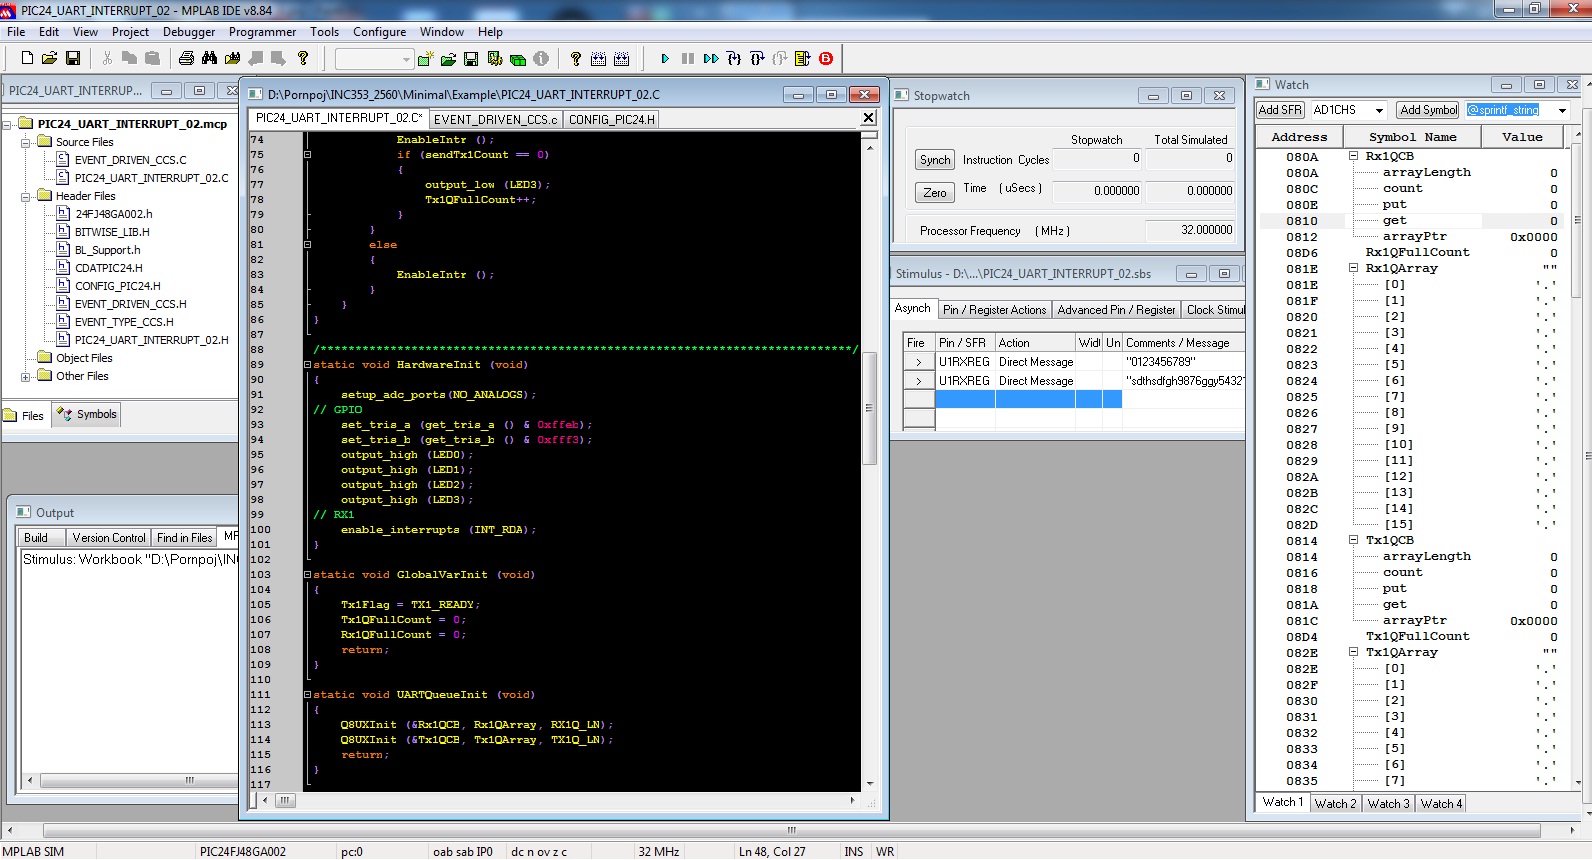 PIC24_UART_INTERRUPT_02 - MPLAB IDE v8.84
File Edit View Project Debugger Programmer Tools Configure Window Help
PIC24_UART_INTERRUP...
PIC24_UART_INTERRUPT_02.mcp
Source Files
EVENT_DRIVEN_CCS.C
PIC24_UART_INTERRUPT_02.C
Header Files
24FJ48GA002.h
BITWISE_LIB.H
BL_Support.h
CDATPIC24.H
CONFIG_PIC24.H
EVENT_DRIVEN_CCS.H
EVENT_TYPE_CCS.H
PIC24_UART_INTERRUPT_02.H
Object Files
Other Files
Files Symbols
Output
Build Version Control Find in Files MF
Stimulus: Workbook "D:\Pornpoj\INC
D:\Pornpoj\INC353_2560\Minimal\Example\PIC24_UART_INTERRUPT_02.C
PIC24_UART_INTERRUPT_02.C* EVENT_DRIVEN_CCS.c CONFIG_PIC24.H
74 EnableIntr ();
75 if (sendTx1Count == 0)
76 {
77 output_low (LED3);
78 Tx1QFullCount++;
79 }
80 }
81 else
82 {
83 EnableIntr ();
84 }
85 }
86 }
87
88 /****************************************************************************/
89 static void HardwareInit (void)
90 {
91 setup_adc_ports(NO_ANALOGS);
92 // GPIO
93 set_tris_a (get_tris_a () & 0xffeb);
94 set_tris_b (get_tris_b () & 0xfff3);
95 output_high (LED0);
96 output_high (LED1);
97 output_high (LED2);
98 output_high (LED3);
99 // RX1
100 enable_interrupts (INT_RDA);
101 }
102
103 static void GlobalVarInit (void)
104 {
105 Tx1Flag = TX1_READY;
106 Tx1QFullCount = 0;
107 Rx1QFullCount = 0;
108 return;
109 }
110
111 static void UARTQueueInit (void)
112 {
113 Q8UXInit (&Rx1QCB, Rx1QArray, RX1Q_LN);
114 Q8UXInit (&Tx1QCB, Tx1QArray, TX1Q_LN);
115 return;
116 }
117
Stopwatch
Stopwatch Total Simulated
Synch Instruction Cycles 0 0
Zero Time (uSecs) 0.000000 0.000000
Processor Frequency (MHz) 32.000000
Stimulus - D:\...\PIC24_UART_INTERRUPT_02.sbs
Asynch Pin / Register Actions Advanced Pin / Register Clock Stimul
Fire Pin / SFR Action Widt Un Comments / Message
> U1RXREG Direct Message "0123456789"
> U1RXREG Direct Message "sdthsdfgh9876ggy54321
Watch
Add SFR AD1CHS Add Symbol @sprintf_string
Address Symbol Name Value
080A Rx1QCB
080A arrayLength 0
080C count 0
080E put 0
0810 get 0
0812 arrayPtr 0x0000
08D6 Rx1QFullCount 0
081E Rx1QArray ""
081E [0] '.'
081F [1] '.'
0820 [2] '.'
0821 [3] '.'
0822 [4] '.'
0823 [5] '.'
0824 [6] '.'
0825 [7] '.'
0826 [8] '.'
0827 [9] '.'
0828 [10] '.'
0829 [11] '.'
082A [12] '.'
082B [13] '.'
082C [14] '.'
082D [15] '.'
0814 Tx1QCB
0814 arrayLength 0
0816 count 0
0818 put 0
081A get 0
081C arrayPtr 0x0000
08D4 Tx1QFullCount 0
082E Tx1QArray ""
082E [0] '.'
082F [1] '.'
0830 [2] '.'
0831 [3] '.'
0832 [4] '.'
0833 [5] '.'
0834 [6] '.'
0835 [7] '.'
Watch 1 Watch 2 Watch 3 Watch 4
MPLAB SIM PIC24FJ48GA002 pc:0 oab sab IP0 dc n ov z c 32 MHz Ln 48, Col 27 INS WR